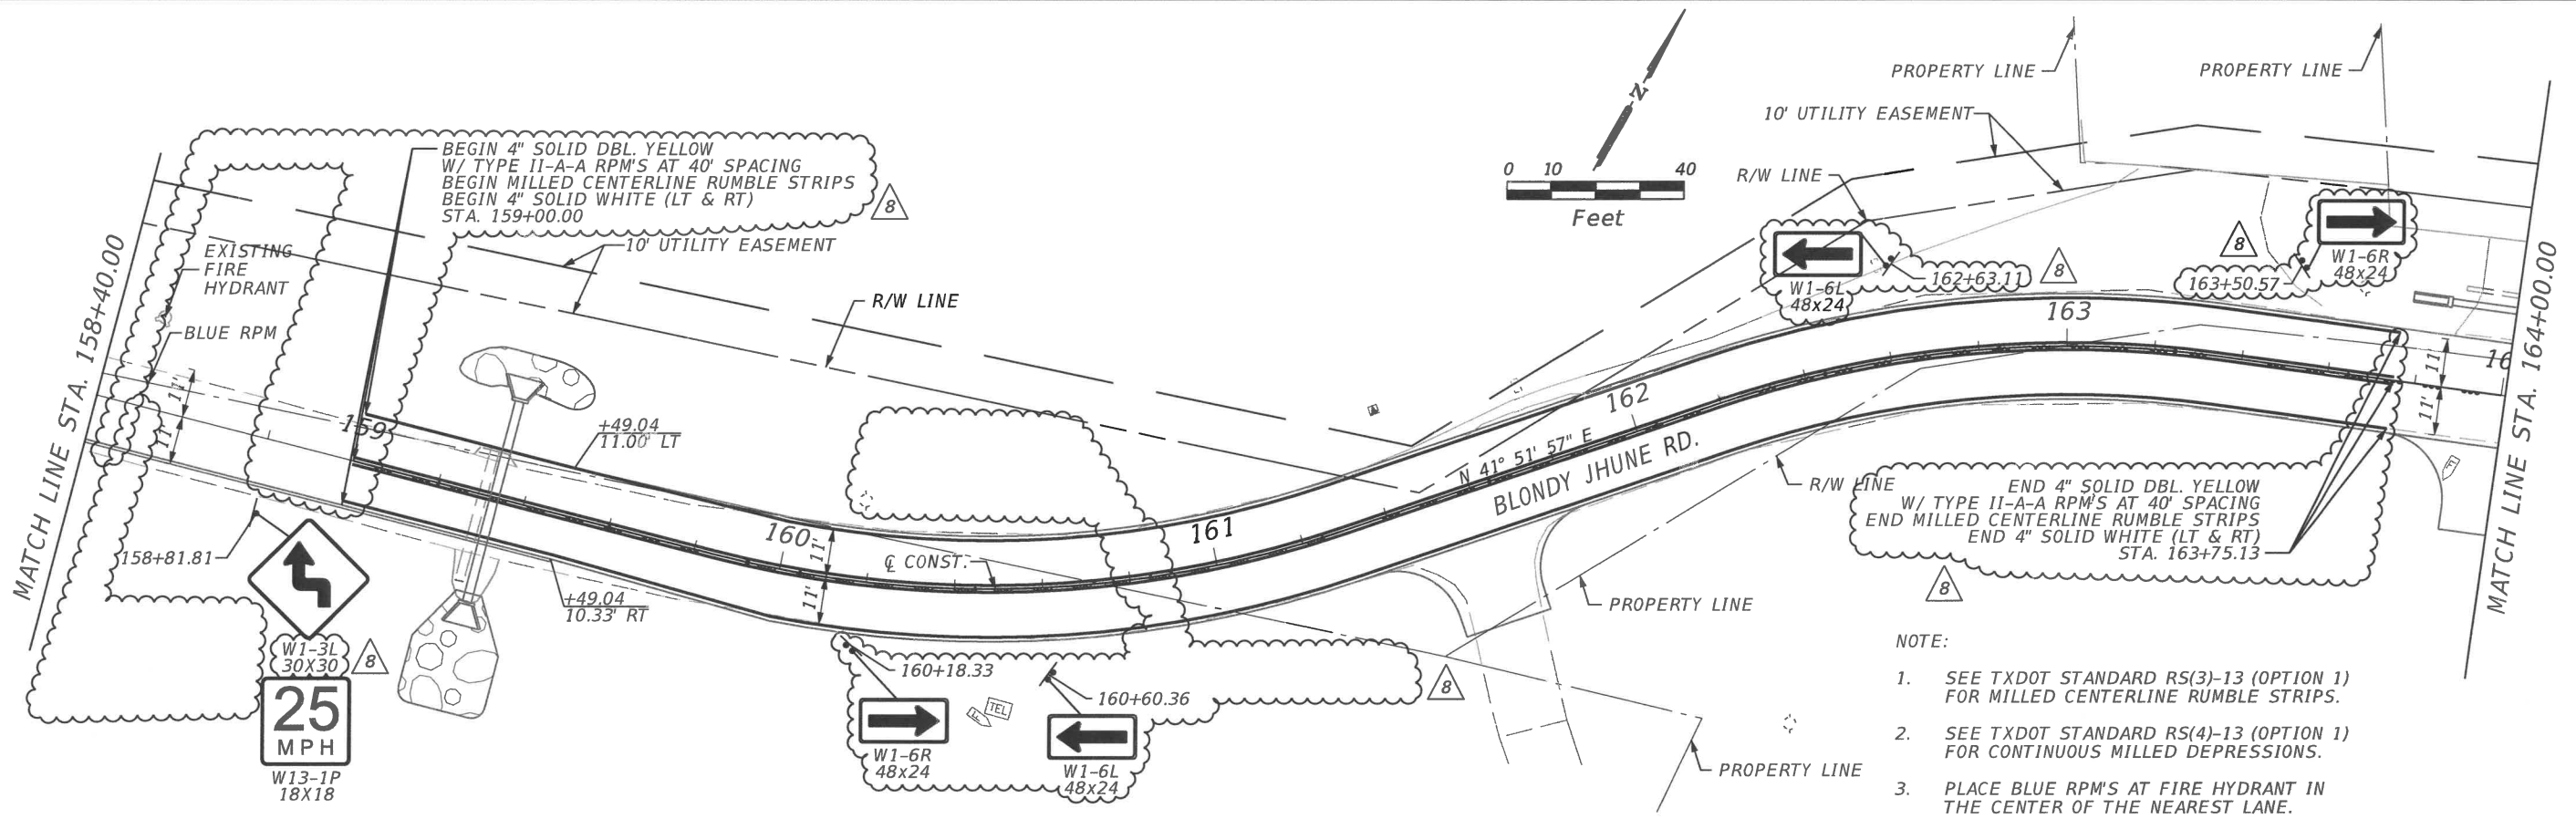 MATCH LINE STA. 158+40.00
BEGIN 4" SOLID DBL. YELLOW
W/ TYPE II-A-A RPM'S AT 40' SPACING
BEGIN MILLED CENTERLINE RUMBLE STRIPS
BEGIN 4" SOLID WHITE (LT & RT)
STA. 159+00.00
8
EXISTING
FIRE
HYDRANT
BLUE RPM
10' UTILITY EASEMENT
R/W LINE
11'
11'
159
+49.04
11.00' LT
+49.04
10.33' RT
158+81.81
W1-3L
30X30
8
25
MPH
W13-1P
18X18
160
11'
11'
℄ CONST.
161
160+18.33
160+60.36
TEL
W1-6R
48x24
W1-6L
48x24
8
N
0 10 40
Feet
N 41° 51' 57" E
BLONDY JHUNE RD.
162
163
PROPERTY LINE
PROPERTY LINE
10' UTILITY EASEMENT
R/W LINE
W1-6L
48x24
162+63.11
8
8
163+50.57
W1-6R
48x24
11'
11'
16
R/W LINE
PROPERTY LINE
PROPERTY LINE
END 4" SOLID DBL. YELLOW
W/ TYPE II-A-A RPM'S AT 40' SPACING
END MILLED CENTERLINE RUMBLE STRIPS
END 4" SOLID WHITE (LT & RT)
STA. 163+75.13
8
MATCH LINE STA. 164+00.00
NOTE:
1. SEE TXDOT STANDARD RS(3)-13 (OPTION 1)
FOR MILLED CENTERLINE RUMBLE STRIPS.
2. SEE TXDOT STANDARD RS(4)-13 (OPTION 1)
FOR CONTINUOUS MILLED DEPRESSIONS.
3. PLACE BLUE RPM'S AT FIRE HYDRANT IN
THE CENTER OF THE NEAREST LANE.